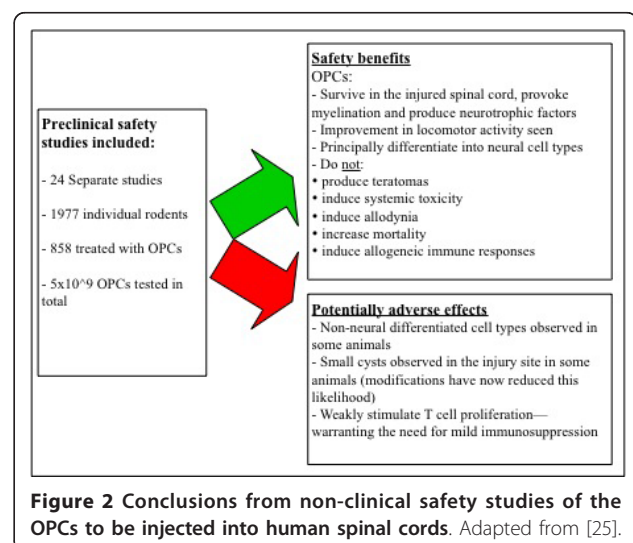 Preclinical safety
studies included:
- 24 Separate studies
- 1977 individual rodents
- 858 treated with OPCs
- 5x10^9 OPCs tested in
total
Safety benefits
OPCs:
- Survive in the injured spinal cord, provoke
myelination and produce neurotrophic factors
- Improvement in locomotor activity seen
- Principally differentiate into neural cell types
- Do not:
• produce teratomas
• induce systemic toxicity
• induce allodynia
• increase mortality
• induce allogeneic immune responses
Potentially adverse effects
- Non-neural differentiated cell types observed in
some animals
- Small cysts observed in the injury site in some
animals (modifications have now reduced this
likelihood)
- Weakly stimulate T cell proliferation—
warranting the need for mild immunosuppression
Figure 2 Conclusions from non-clinical safety studies of the
OPCs to be injected into human spinal cords. Adapted from [25].